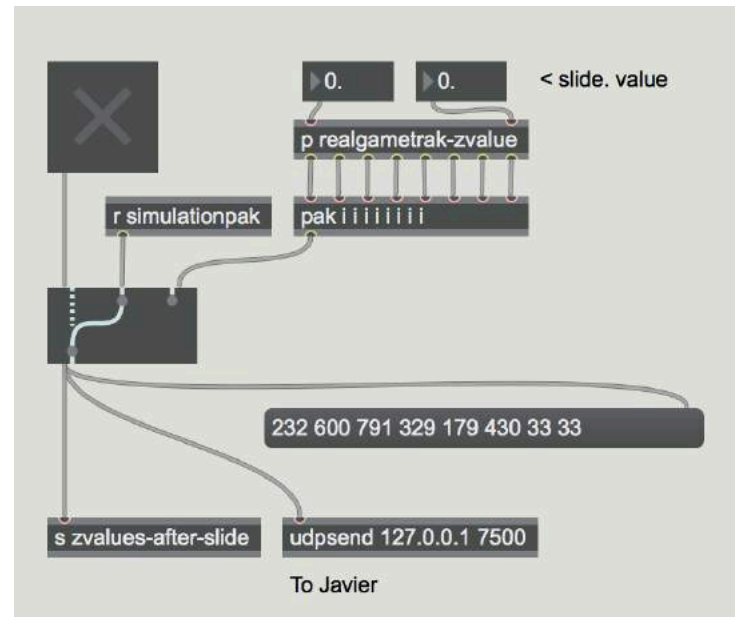 0.
0.
< slide. value
p realgametrak-zvalue
r simulationpak
pak i i i i i i i i
232 600 791 329 179 430 33 33
s zvalues-after-slide
udpsend 127.0.0.1 7500
To Javier